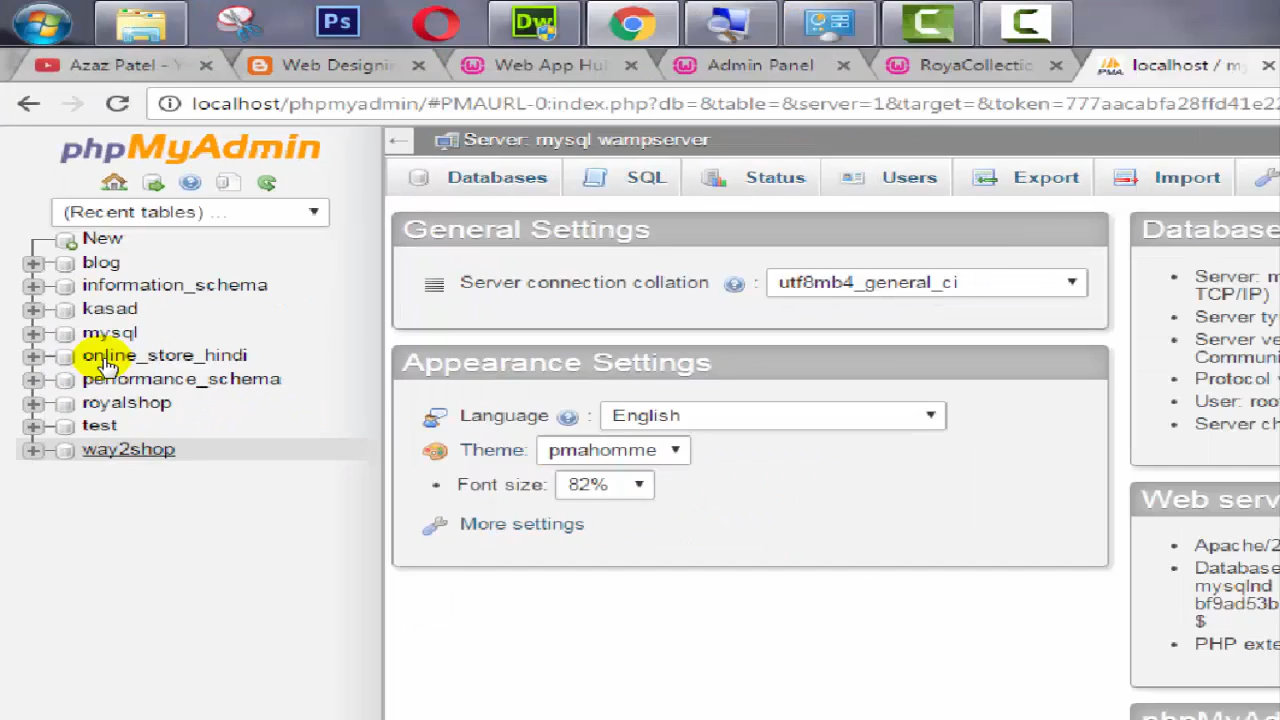 Ps
Dw
Azaz Patel - Y
Web Designi
Web App Hu
Admin Panel
RoyaCollectic
localhost / m
localhost/phpmyadmin/#PMAURL-0:index.php?db=&table=&server=1&target=&token=777aacabfa28ffd41e2
phpMyAdmin
Server: mysql wampserver
Databases
SQL
Status
Users
Export
Import
(Recent tables) ...
New
blog
information_schema
kasad
mysql
online_store_hindi
performance_schema
royalshop
test
way2shop
General Settings
Server connection collation :
utf8mb4_general_ci
Appearance Settings
Language :
English
Theme:
pmahomme
Font size:
82%
More settings
Database
Server: m
TCP/IP)
Server ty
Server ve
Communi
Protocol v
User: roo
Server ch
Web serv
Apache/2
Database
mysqlnd
bf9ad53b
$
PHP exte